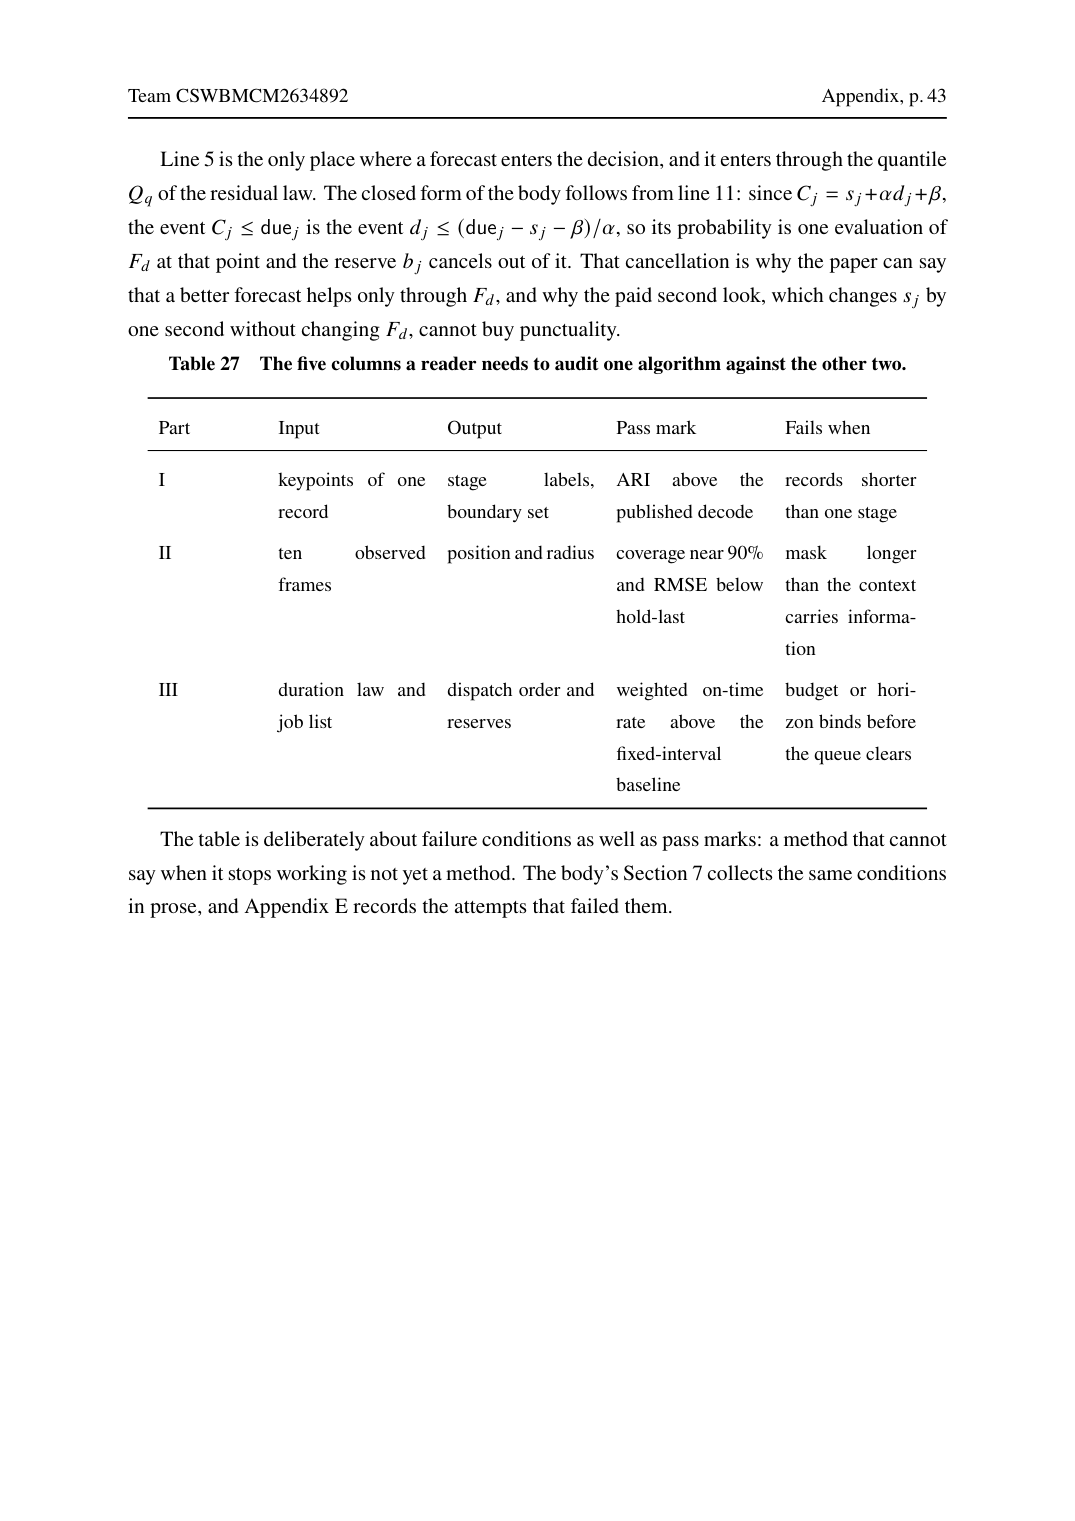 Team CSWBMCM2634892 Appendix, p. 43
Line 5 is the only place where a forecast enters the decision, and it enters through the quantile
Q_q of the residual law. The closed form of the body follows from line 11: since C_j = s_j+αd_j+β,
the event C_j ≤ due_j is the event d_j ≤ (due_j − s_j − β)/α, so its probability is one evaluation of
F_d at that point and the reserve b_j cancels out of it. That cancellation is why the paper can say
that a better forecast helps only through F_d, and why the paid second look, which changes s_j by
one second without changing F_d, cannot buy punctuality.
Table 27 The five columns a reader needs to audit one algorithm against the other two.
Part Input Output Pass mark Fails when
I keypoints of one stage labels, ARI above the records shorter
record boundary set published decode than one stage
II ten observed position and radius coverage near 90% mask longer
frames and RMSE below than the context
hold-last carries informa-
tion
III duration law and dispatch order and weighted on-time budget or hori-
job list reserves rate above the zon binds before
fixed-interval the queue clears
baseline
The table is deliberately about failure conditions as well as pass marks: a method that cannot
say when it stops working is not yet a method. The body's Section 7 collects the same conditions
in prose, and Appendix E records the attempts that failed them.